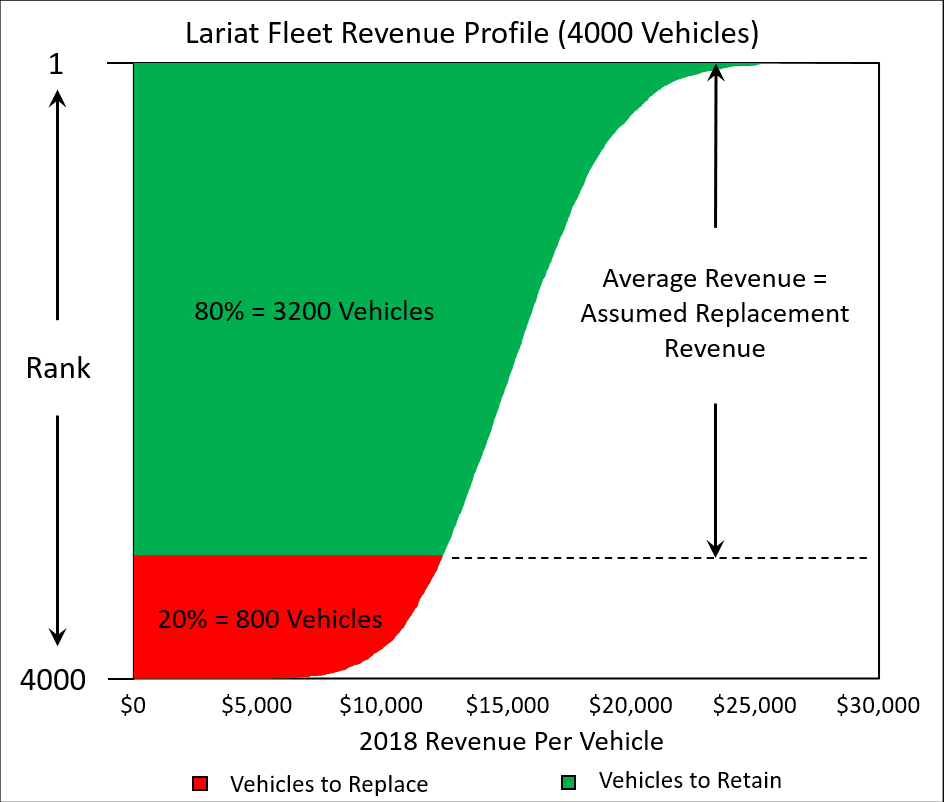 Lariat Fleet Revenue Profile (4000 Vehicles)
1
80% = 3200 Vehicles
Average Revenue =
Assumed Replacement
Revenue
Rank
20% = 800 Vehicles
4000
$0 $5,000 $10,000 $15,000 $20,000 $25,000 $30,000
2018 Revenue Per Vehicle
Vehicles to Replace Vehicles to Retain